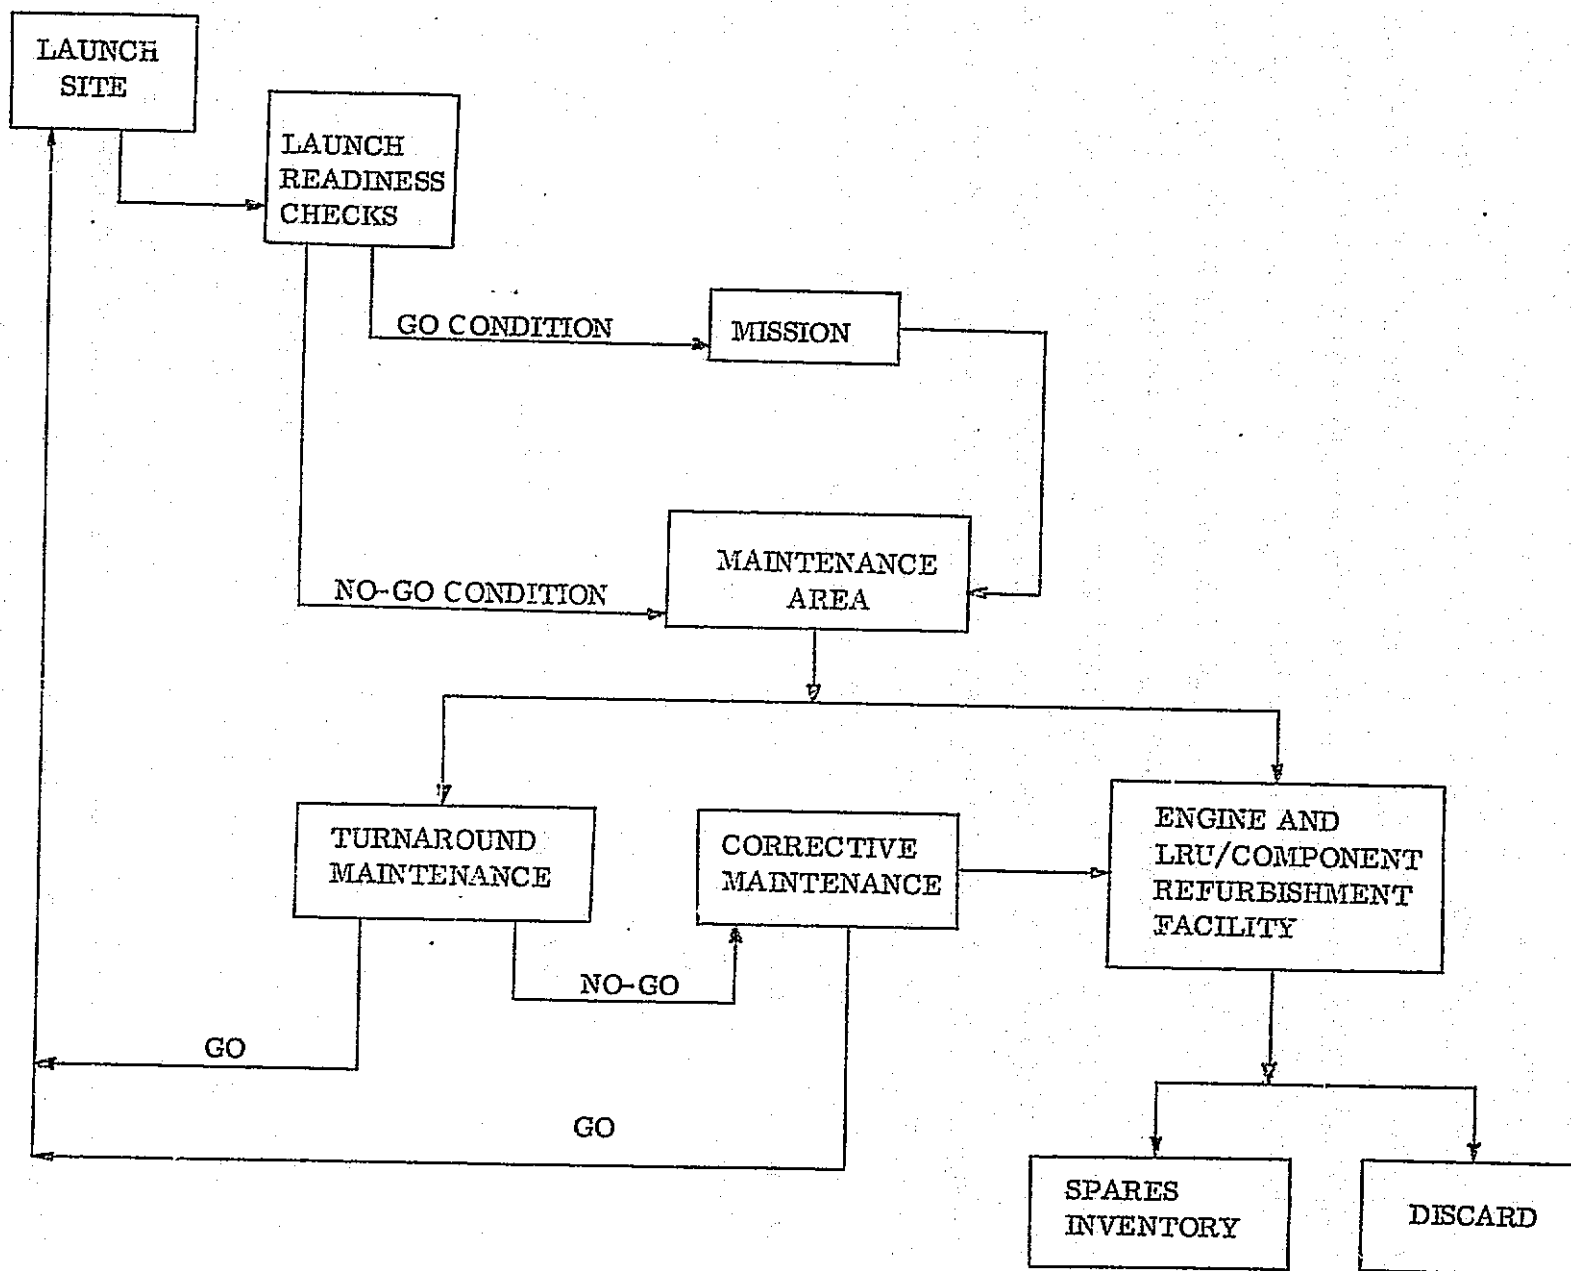 LAUNCH
SITE
LAUNCH
READINESS
CHECKS
GO CONDITION
MISSION
MAINTENANCE
AREA
NO-GO CONDITION
TURNAROUND
MAINTENANCE
CORRECTIVE
MAINTENANCE
ENGINE AND
LRU/COMPONENT
REFURBISHMENT
FACILITY
NO-GO
GO
GO
SPARES
INVENTORY
DISCARD